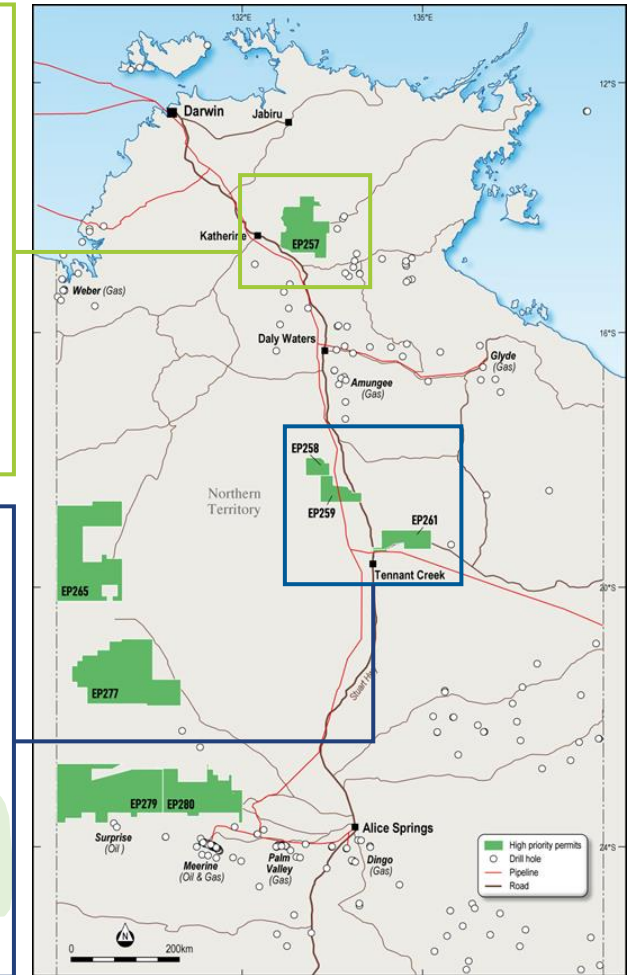 132°E
135°E
12°S
Darwin
Jabiru
Katherine
EP257
Weber (Gas)
16°S
Daly Waters
Glyde
(Gas)
Amungee
(Gas)
EP258
Northern
Territory
EP259
EP261
Tennant Creek
20°S
EP265
EP277
Stuart Hwy
EP279
EP280
Alice Springs
Surprise
(Oil)
Meerine
(Oil & Gas)
Palm
Valley
(Gas)
Dingo
(Gas)
24°S
High priority permits
Drill hole
Pipeline
Road
N
0
200km